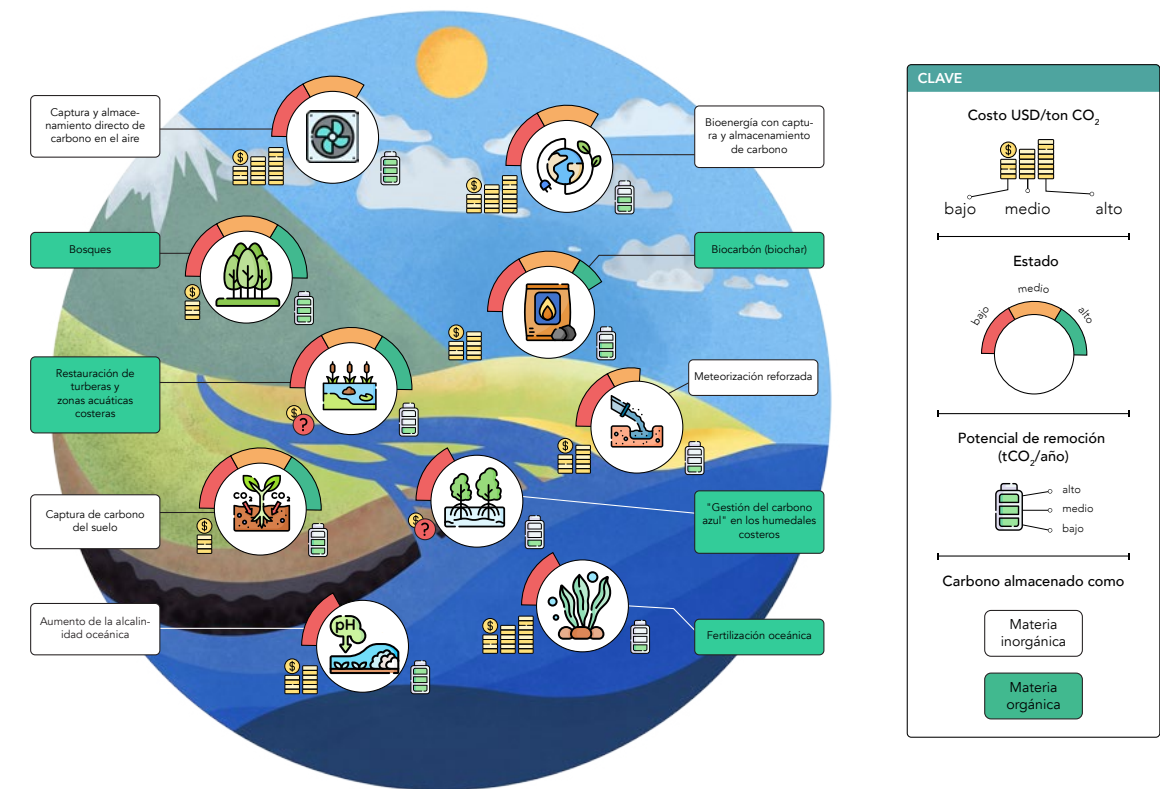 Captura y almace-
namiento directo de
carbono en el aire
Bioenergía con captu-
ra y almacenamiento
de carbono
Bosques
Biocarbón (biochar)
Restauración de
turberas y
zonas acuáticas
costeras
Meteorización reforzada
Captura de carbono
del suelo
CO2 CO2
"Gestión del carbono
azul" en los humedales
costeros
Aumento de la alcalin-
idad oceánica
pH
Fertilización oceánica
$
$
$
$
$
$ ?
$
$
$ ?
$
$
CLAVE
Costo USD/ton CO2
$
bajo medio alto
Estado
bajo
medio
alto
Potencial de remoción
(tCO2/año)
alto
medio
bajo
Carbono almacenado como
Materia
inorgánica
Materia
orgánica